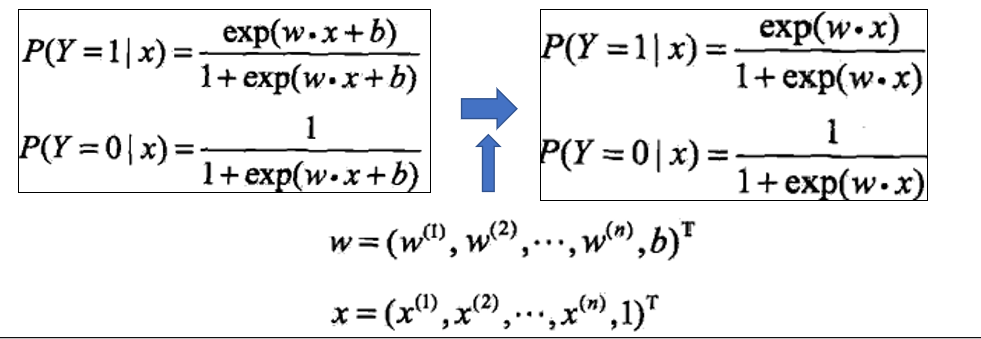 P(Y=1|x)=exp(w·x+b)/(1+exp(w·x+b))
P(Y=0|x)=1/(1+exp(w·x+b))
P(Y=1|x)=exp(w·x)/(1+exp(w·x))
P(Y=0|x)=1/(1+exp(w·x))
w=(w⁽¹⁾,w⁽²⁾,⋯,w⁽ⁿ⁾,b)ᵀ
x=(x⁽¹⁾,x⁽²⁾,⋯,x⁽ⁿ⁾,1)ᵀ